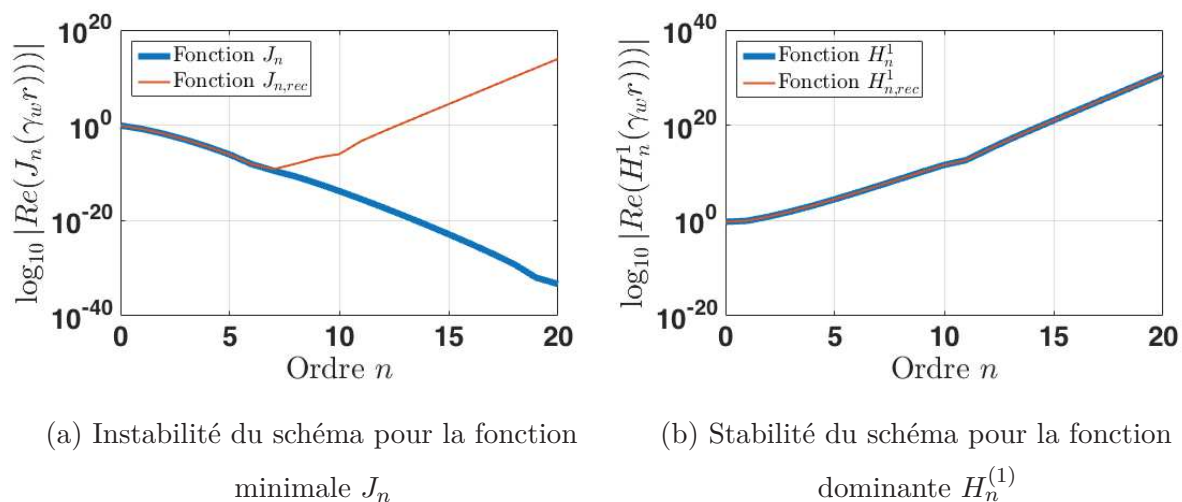 10^20
10^0
10^-20
10^-40
log10 |Re(J_n(γ_w r))))|
Fonction J_n
Fonction J_{n,rec}
0 5 10 15 20
Ordre n
10^40
10^20
10^0
10^-20
log10 |Re(H_n^1(γ_w r))))|
Fonction H_n^1
Fonction H_{n,rec}^1
0 5 10 15 20
Ordre n
(a) Instabilité du schéma pour la fonction
minimale J_n
(b) Stabilité du schéma pour la fonction
dominante H_n^{(1)}